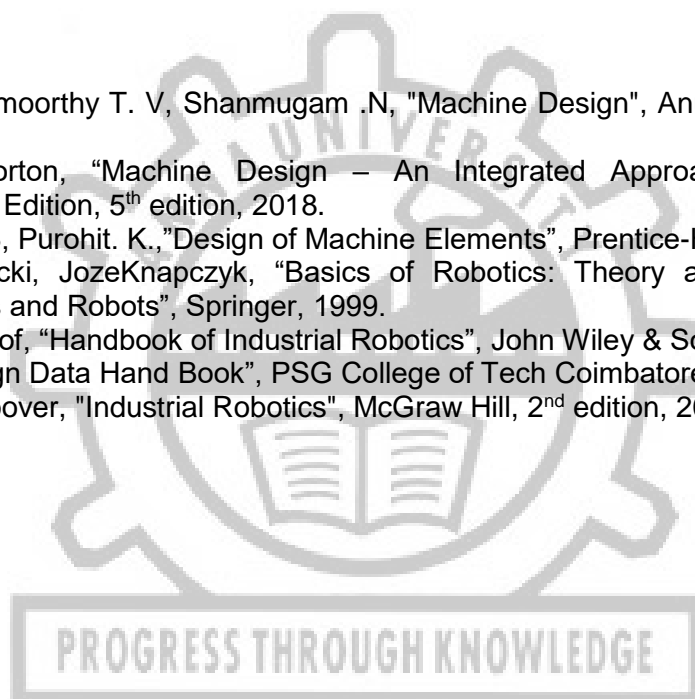 moorthy T. V, Shanmugam .N, "Machine Design", An
orton, “Machine Design – An Integrated Approa
Edition, 5th edition, 2018.
, Purohit. K.,”Design of Machine Elements”, Prentice-
cki, JozeKnapczyk, “Basics of Robotics: Theory a
s and Robots”, Springer, 1999.
of, “Handbook of Industrial Robotics”, John Wiley & So
gn Data Hand Book”, PSG College of Tech Coimbatore
oover, "Industrial Robotics", McGraw Hill, 2nd edition, 20
ANNA UNIVERSITY
PROGRESS THROUGH KNOWLEDGE